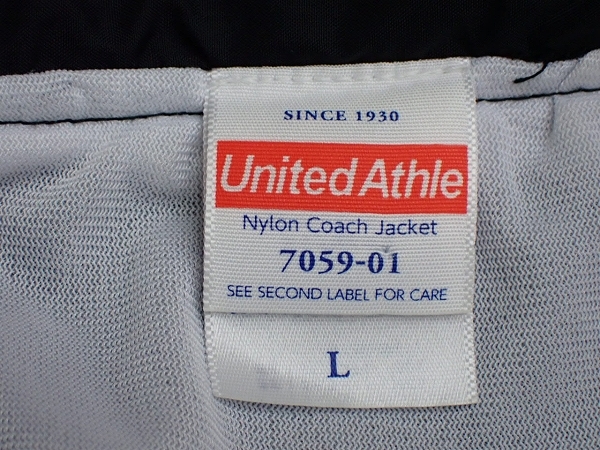 SINCE 1930
United Athle
Nylon Coach Jacket
7059-01
SEE SECOND LABEL FOR CARE
L